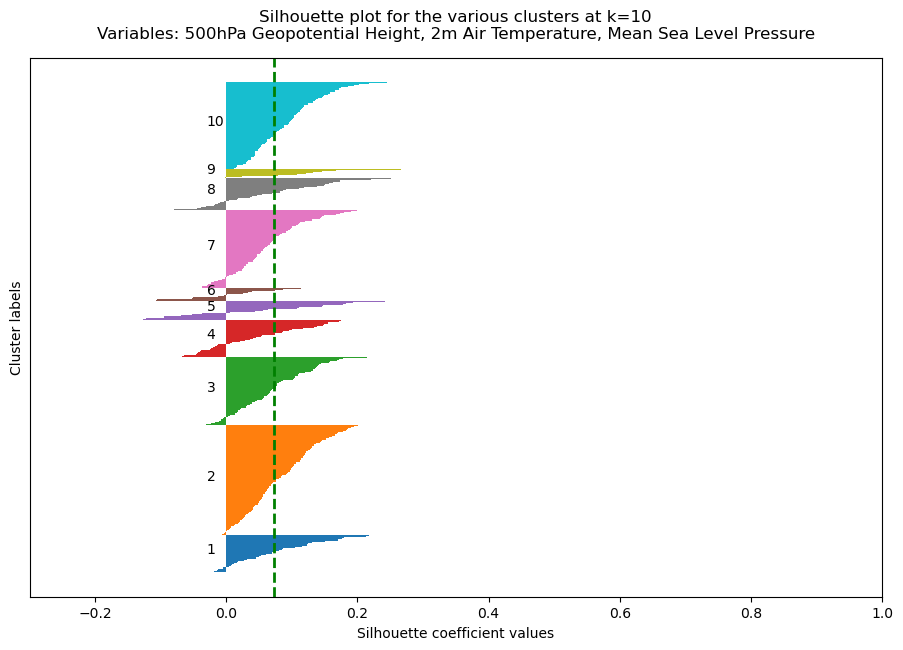 Silhouette plot for the various clusters at k=10
Variables: 500hPa Geopotential Height, 2m Air Temperature, Mean Sea Level Pressure
10
9
8
7
6
5
4
3
2
1
Cluster labels
−0.2 0.0 0.2 0.4 0.6 0.8 1.0
Silhouette coefficient values